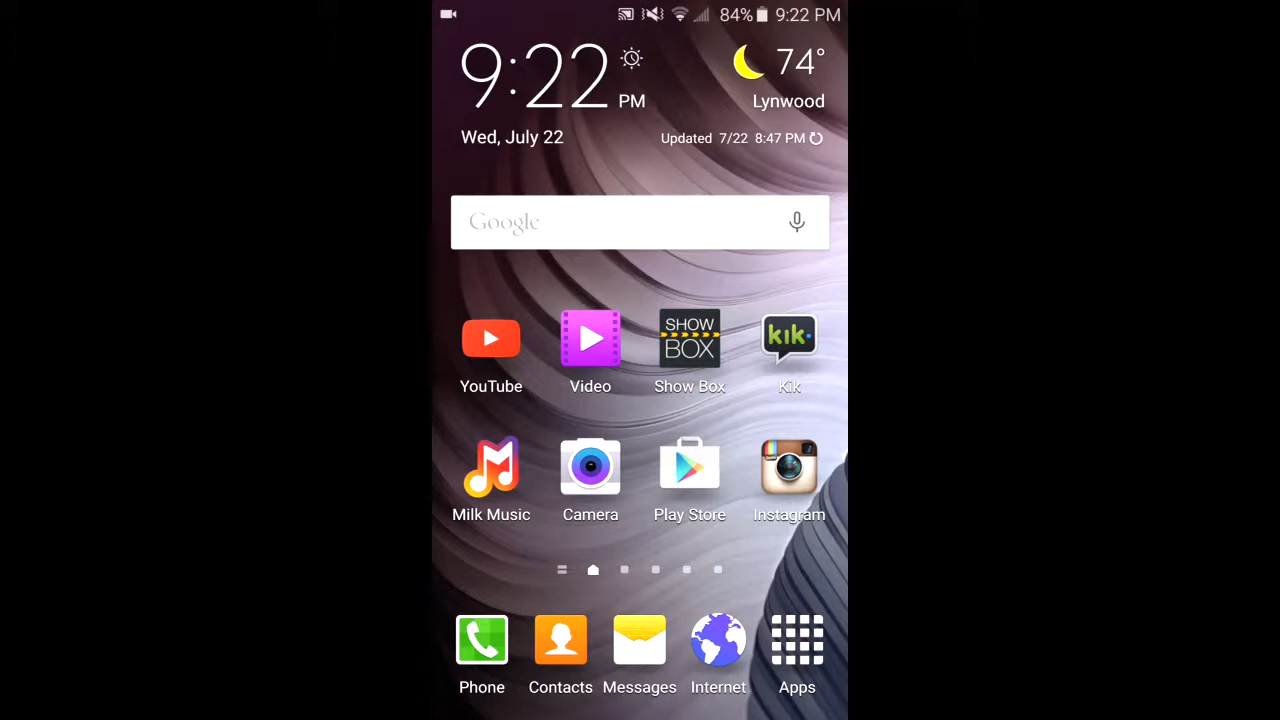 84% 9:22 PM
9:22 PM
74°
Lynwood
Wed, July 22
Updated 7/22 8:47 PM
Google
SHOW BOX
kik
YouTube Video Show Box Kik
Milk Music Camera Play Store Instagram
Phone Contacts Messages Internet Apps